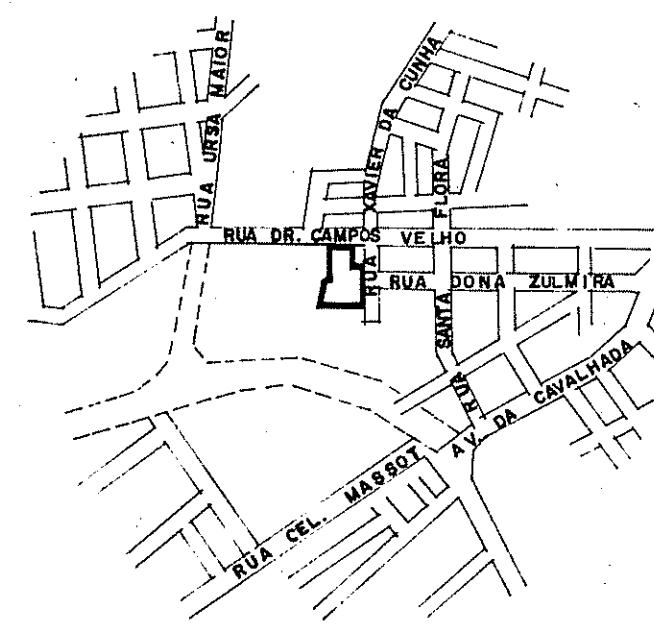 RUA URSA MAIOR
RUA XAVIER DA CUNHA
RUA SANTA FLORA
RUA DR. CAMPOS VELHO
RUA DONA ZULMIRA
AV. DA CAVALHADA
RUA CEL. MASSOT